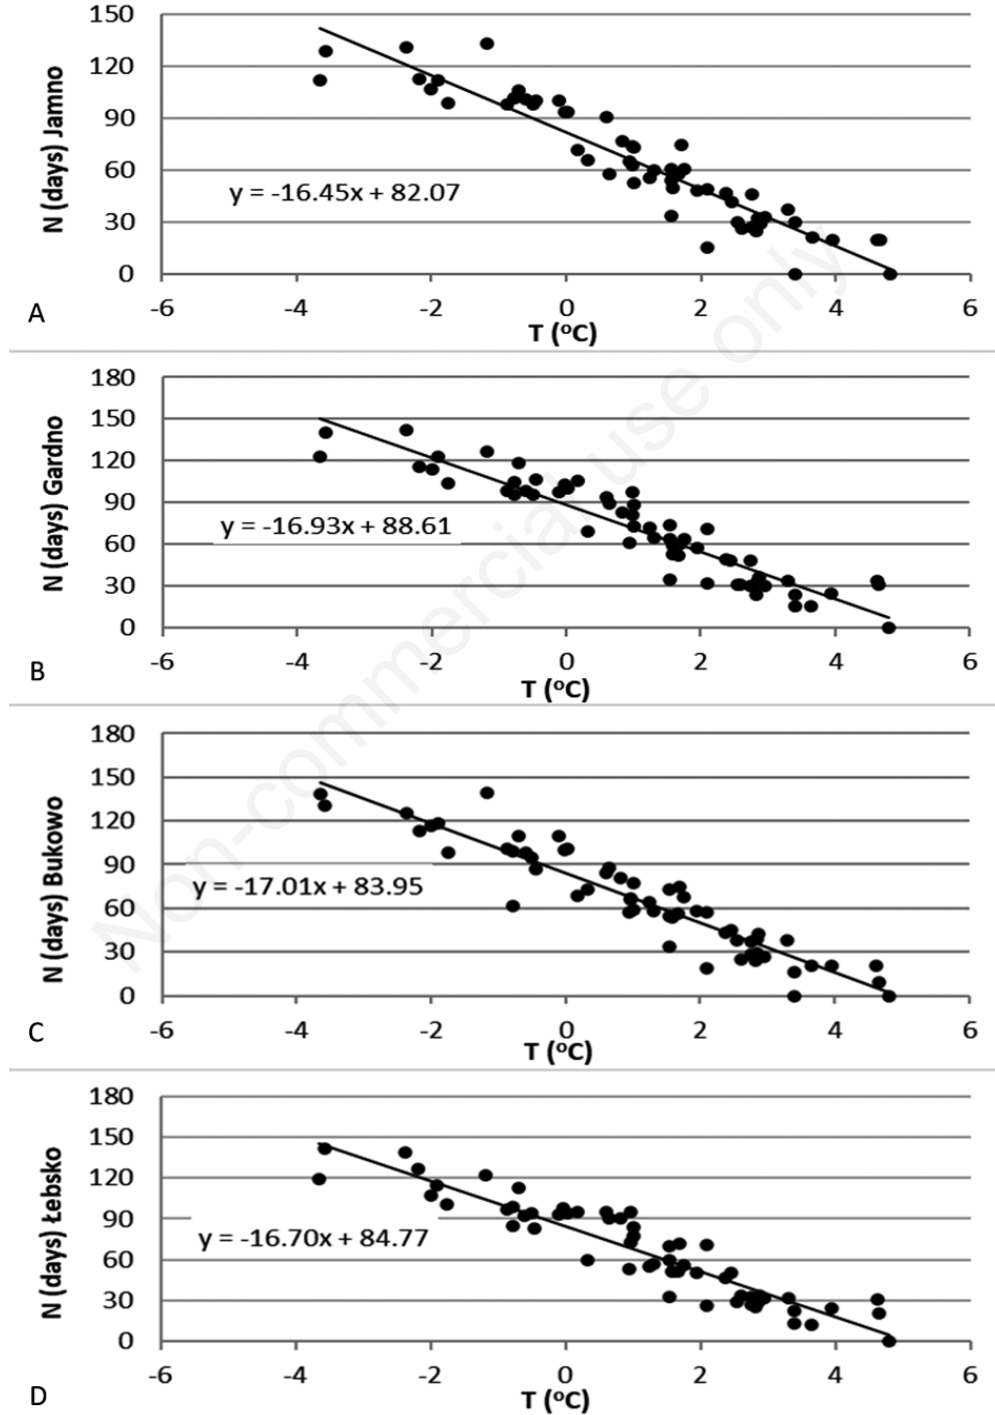 150
120
90
60
30
0
N (days) Jamno
y = -16.45x + 82.07
-6 -4 -2 0 2 4 6
T (ºC)
A
180
150
120
90
60
30
0
N (days) Gardno
y = -16.93x + 88.61
-6 -4 -2 0 2 4 6
T (ºC)
B
180
150
120
90
60
30
0
N (days) Bukowo
y = -17.01x + 83.95
-6 -4 -2 0 2 4 6
T (ºC)
C
180
150
120
90
60
30
0
N (days) Łebsko
y = -16.70x + 84.77
-6 -4 -2 0 2 4 6
T (ºC)
D
Non-commercial use only